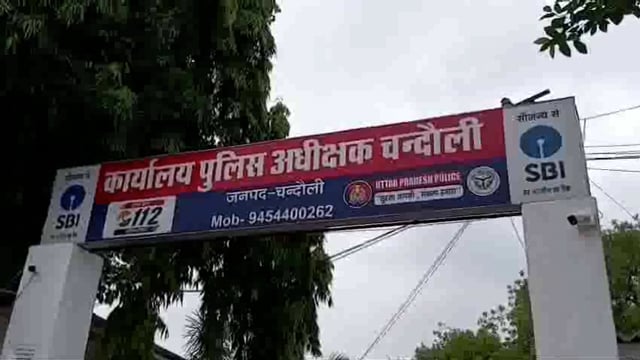 कार्यालय पुलिस अधीक्षक चन्दौली
जनपद-चन्दौली
Mob- 9454400262
112
UTTAR PRADESH POLICE
सुरक्षा आपकी, संकल्प हमारा
सौजन्य से
SBI
सौजन्य से
SBI